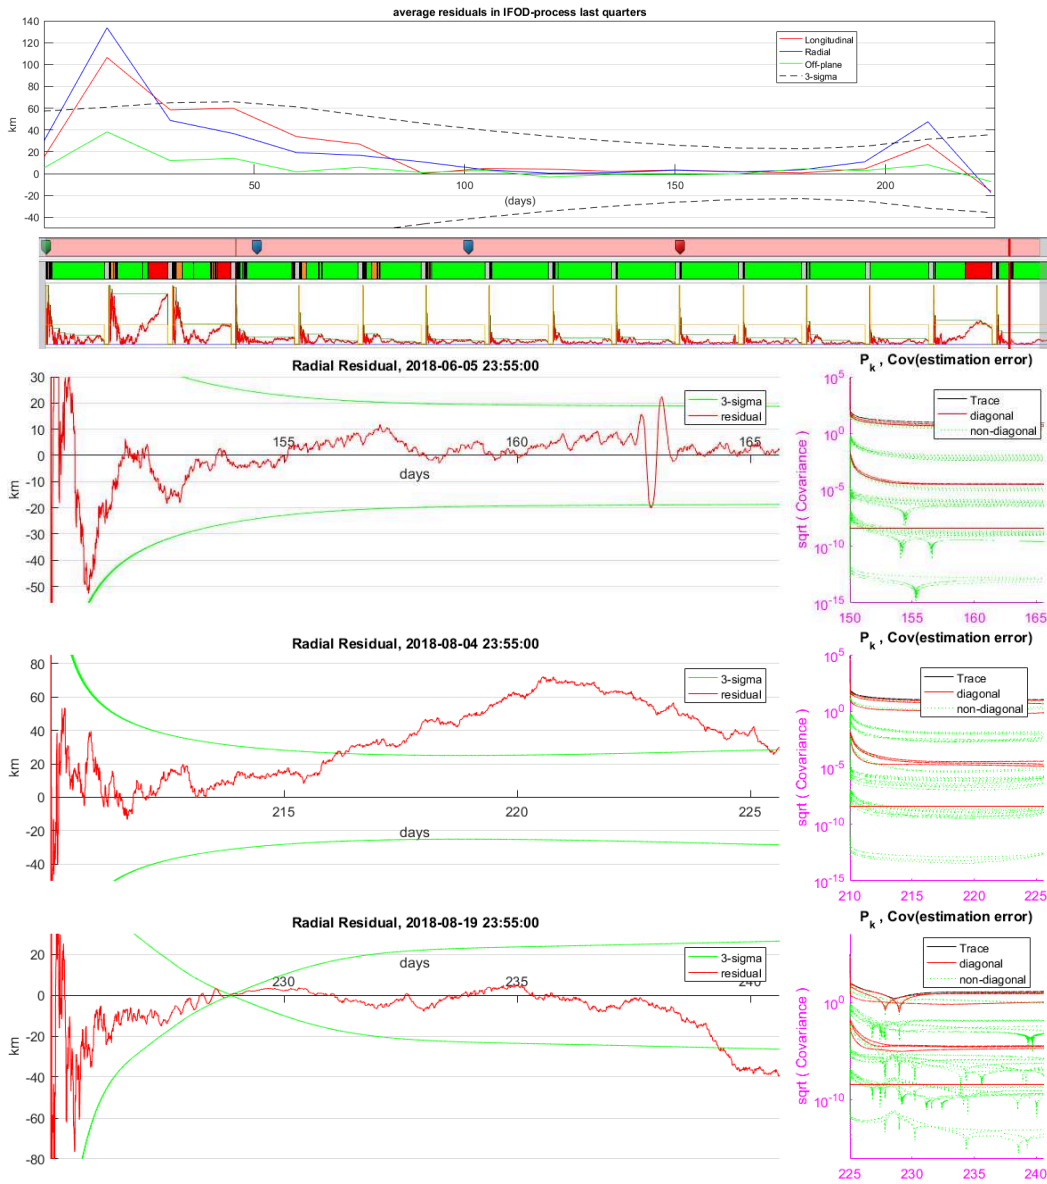 average residuals in IFOD-process last quarters
140
120
100
80
60
40
20
0
-20
-40
km
50
100
150
200
(days)
Longitudinal
Radial
Off-plane
3-sigma
Radial Residual, 2018-06-05 23:55:00
30
20
10
0
-10
-20
-30
-40
-50
km
155
160
165
days
3-sigma
residual
P_k , Cov(estimation error)
10^5
10^0
10^-5
10^-10
10^-15
sqrt ( Covariance )
150
155
160
165
Trace
diagonal
non-diagonal
Radial Residual, 2018-08-04 23:55:00
80
60
40
20
0
-20
-40
km
215
220
225
days
3-sigma
residual
P_k , Cov(estimation error)
10^5
10^0
10^-5
10^-10
10^-15
sqrt ( Covariance )
210
215
220
225
Trace
diagonal
non-diagonal
Radial Residual, 2018-08-19 23:55:00
20
0
-20
-40
-60
-80
km
days
230
235
240
3-sigma
residual
P_k , Cov(estimation error)
10^0
10^-10
sqrt ( Covariance )
225
230
235
240
Trace
diagonal
non-diagonal